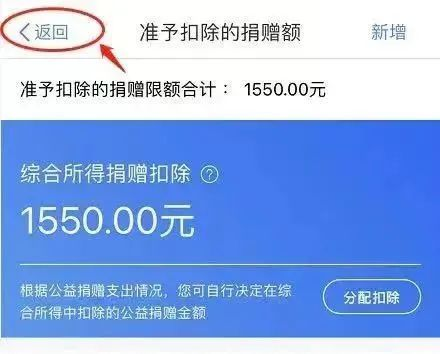 返回 准予扣除的捐赠额 新增
准予扣除的捐赠限额合计： 1550.00元
综合所得捐赠扣除 ?
1550.00元
根据公益捐赠支出情况，您可自行决定在综
合所得中扣除的公益捐赠金额
分配扣除